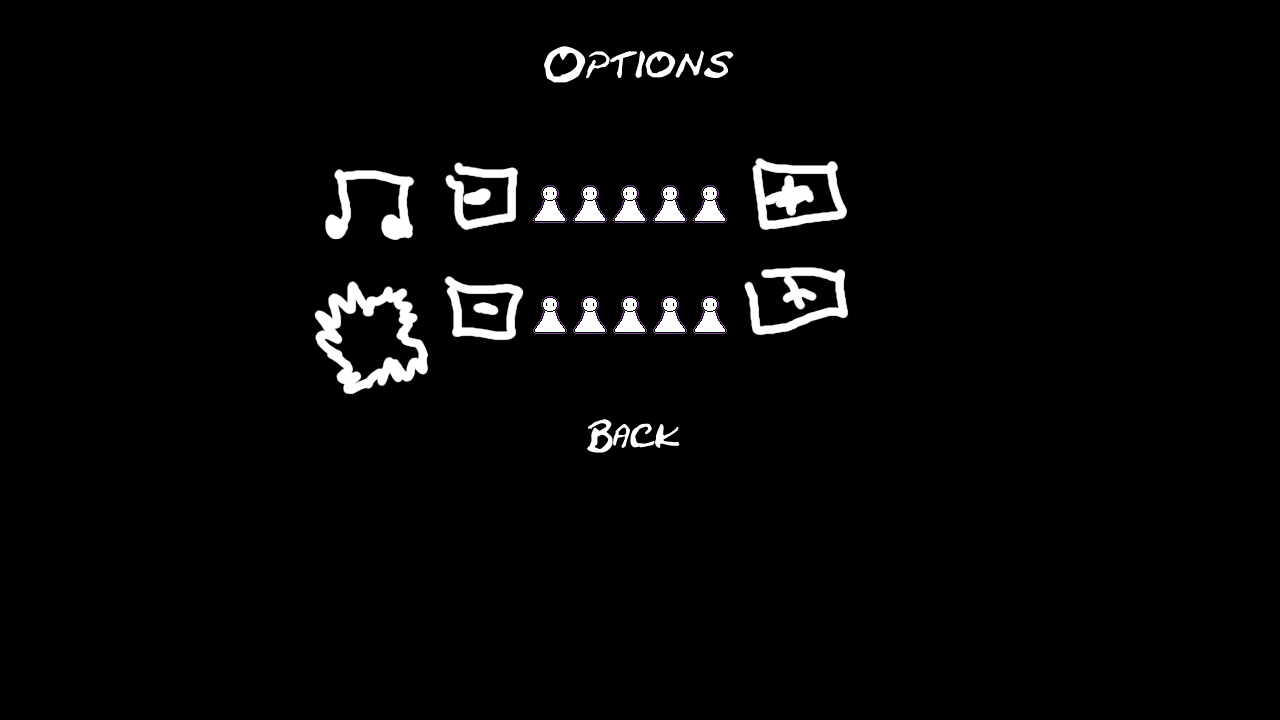 Options
- +
- +
Back